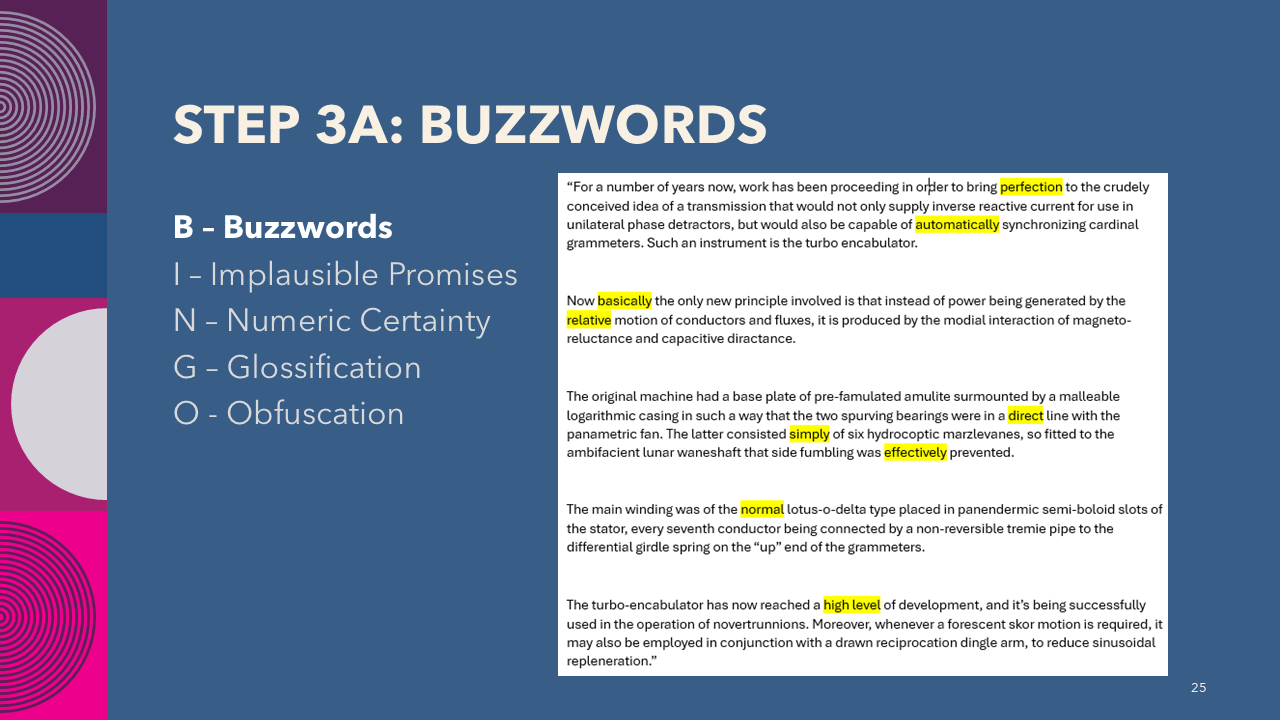 STEP 3A: BUZZWORDS
B – Buzzwords
I – Implausible Promises
N – Numeric Certainty
G – Glossification
O - Obfuscation
“For a number of years now, work has been proceeding in order to bring perfection to the crudely
conceived idea of a transmission that would not only supply inverse reactive current for use in
unilateral phase detractors, but would also be capable of automatically synchronizing cardinal
grammeters. Such an instrument is the turbo encabulator.
Now basically the only new principle involved is that instead of power being generated by the
relative motion of conductors and fluxes, it is produced by the modial interaction of magneto-
reluctance and capacitive diractance.
The original machine had a base plate of pre-famulated amulite surmounted by a malleable
logarithmic casing in such a way that the two spurving bearings were in a direct line with the
panametric fan. The latter consisted simply of six hydrocoptic marzlevanes, so fitted to the
ambifacient lunar waneshaft that side fumbling was effectively prevented.
The main winding was of the normal lotus-o-delta type placed in panendermic semi-boloid slots of
the stator, every seventh conductor being connected by a non-reversible tremie pipe to the
differential girdle spring on the “up” end of the grammeters.
The turbo-encabulator has now reached a high level of development, and it’s being successfully
used in the operation of novertrunnions. Moreover, whenever a forescent skor motion is required, it
may also be employed in conjunction with a drawn reciprocation dingle arm, to reduce sinusoidal
repleneration.”
25